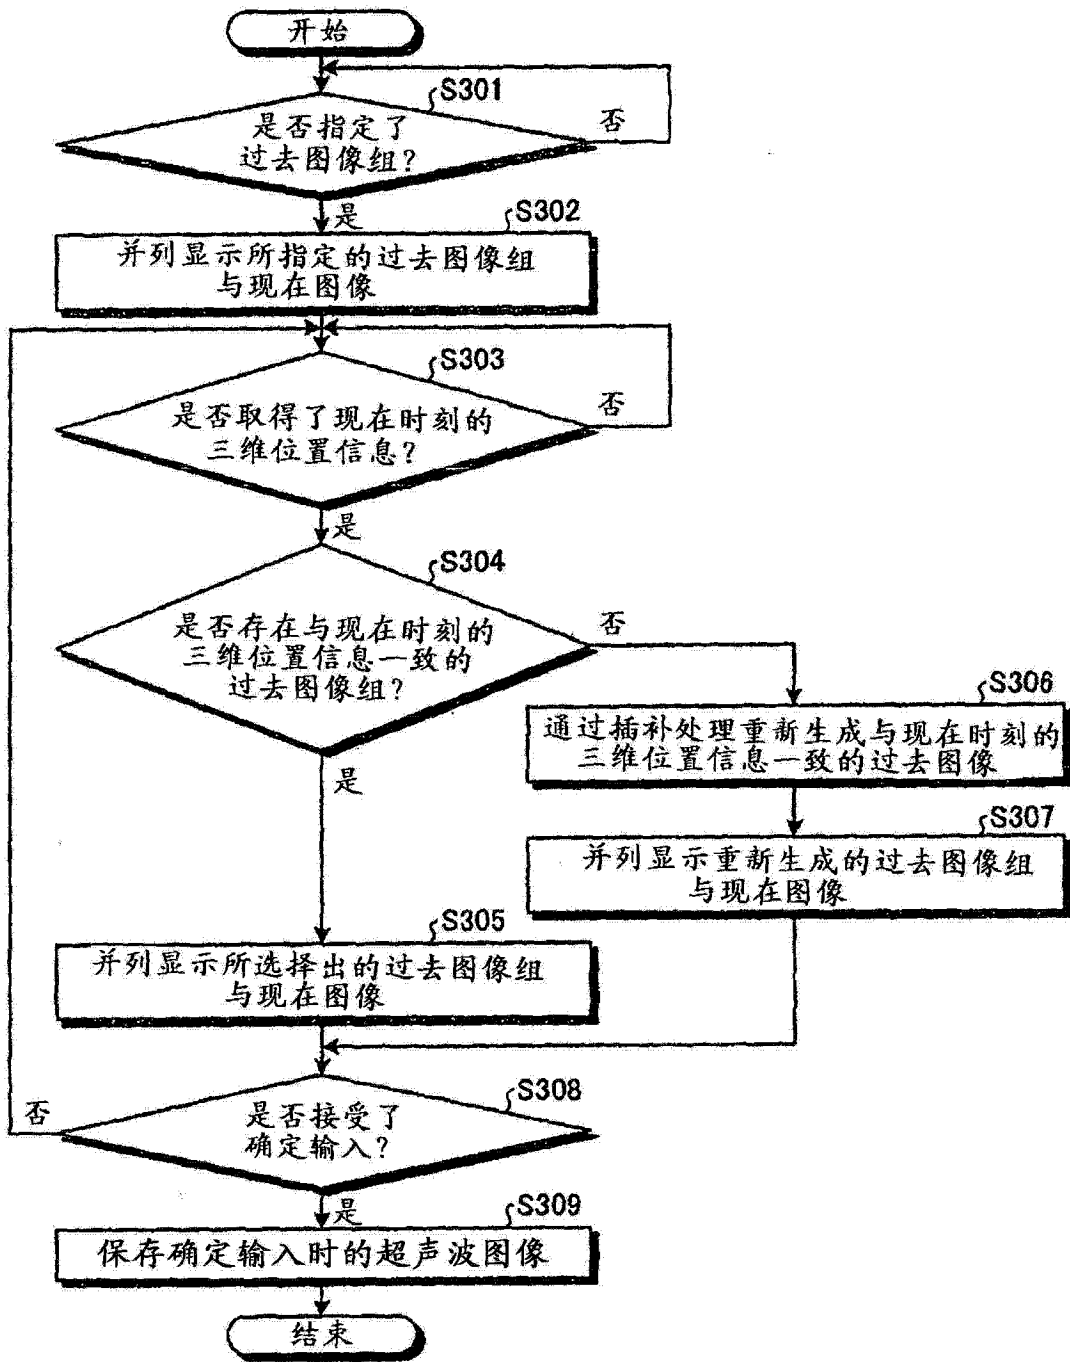 开始
S301
是否指定了
过去图像组？
否
是
S302
并列显示所指定的过去图像组
与现在图像
S303
是否取得了现在时刻的
三维位置信息？
否
是
S304
是否存在与现在时刻的
三维位置信息一致的
过去图像组？
否
是
S306
通过插补处理重新生成与现在时刻的
三维位置信息一致的过去图像
S307
并列显示重新生成的过去图像组
与现在图像
S305
并列显示所选择出的过去图像组
与现在图像
S308
是否接受了
确定输入？
否
是
S309
保存确定输入时的超声波图像
结束